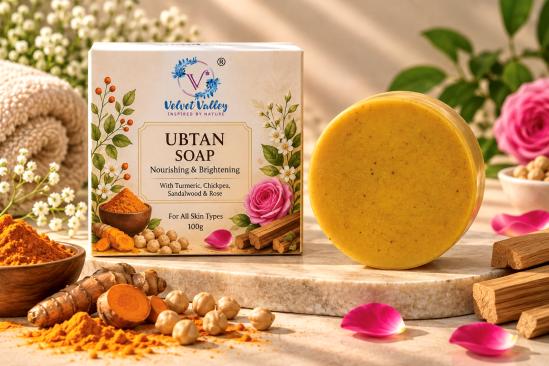 ®
V
Velvet Valley
INSPIRED BY NATURE
UBTAN
SOAP
Nourishing & Brightening
With Turmeric, Chickpea,
Sandalwood & Rose
For All Skin Types
100g